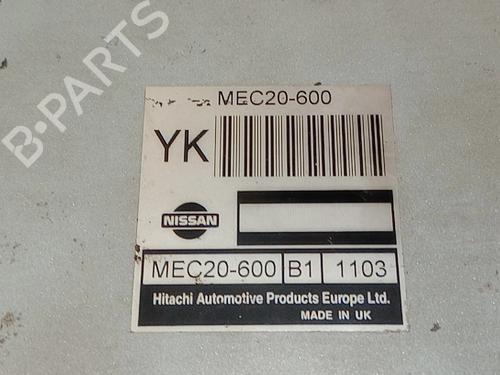 B-PARTS
MEC20-600
YK
NISSAN
MEC20-600 B1 1103
Hitachi Automotive Products Europe Ltd.
MADE IN UK